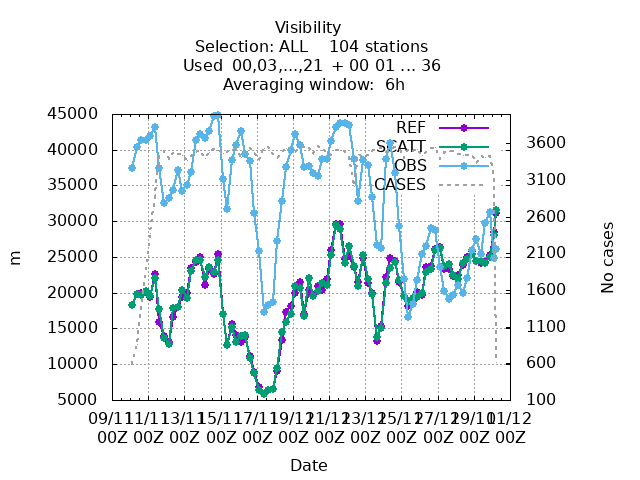 Visibility
Selection: ALL    104 stations
Used  00,03,...,21  + 00 01 ... 36
Averaging window:  6h
45000
40000
35000
30000
25000
20000
15000
10000
5000
3600
3100
2600
2100
1600
1100
600
100
REF
SCATT
OBS
CASES
m
No cases
09/11 11/11 13/11 15/11 17/11 19/11 21/11 23/11 25/11 27/11 29/11 01/12
00Z 00Z 00Z 00Z 00Z 00Z 00Z 00Z 00Z 00Z 00Z 00Z
Date